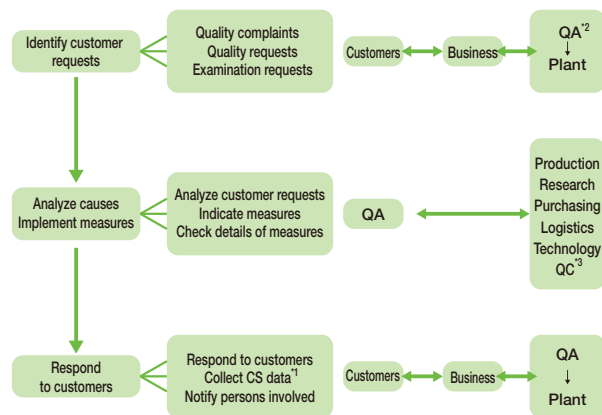 Identify customer
requests
Quality complaints
Quality requests
Examination requests
Customers
Business
QA*2
Plant
Analyze causes
Implement measures
Analyze customer requests
Indicate measures
Check details of measures
QA
Production
Research
Purchasing
Logistics
Technology
QC*3
Respond
to customers
Respond to customers
Collect CS data*1
Notify persons involved
Customers
Business
QA
Plant